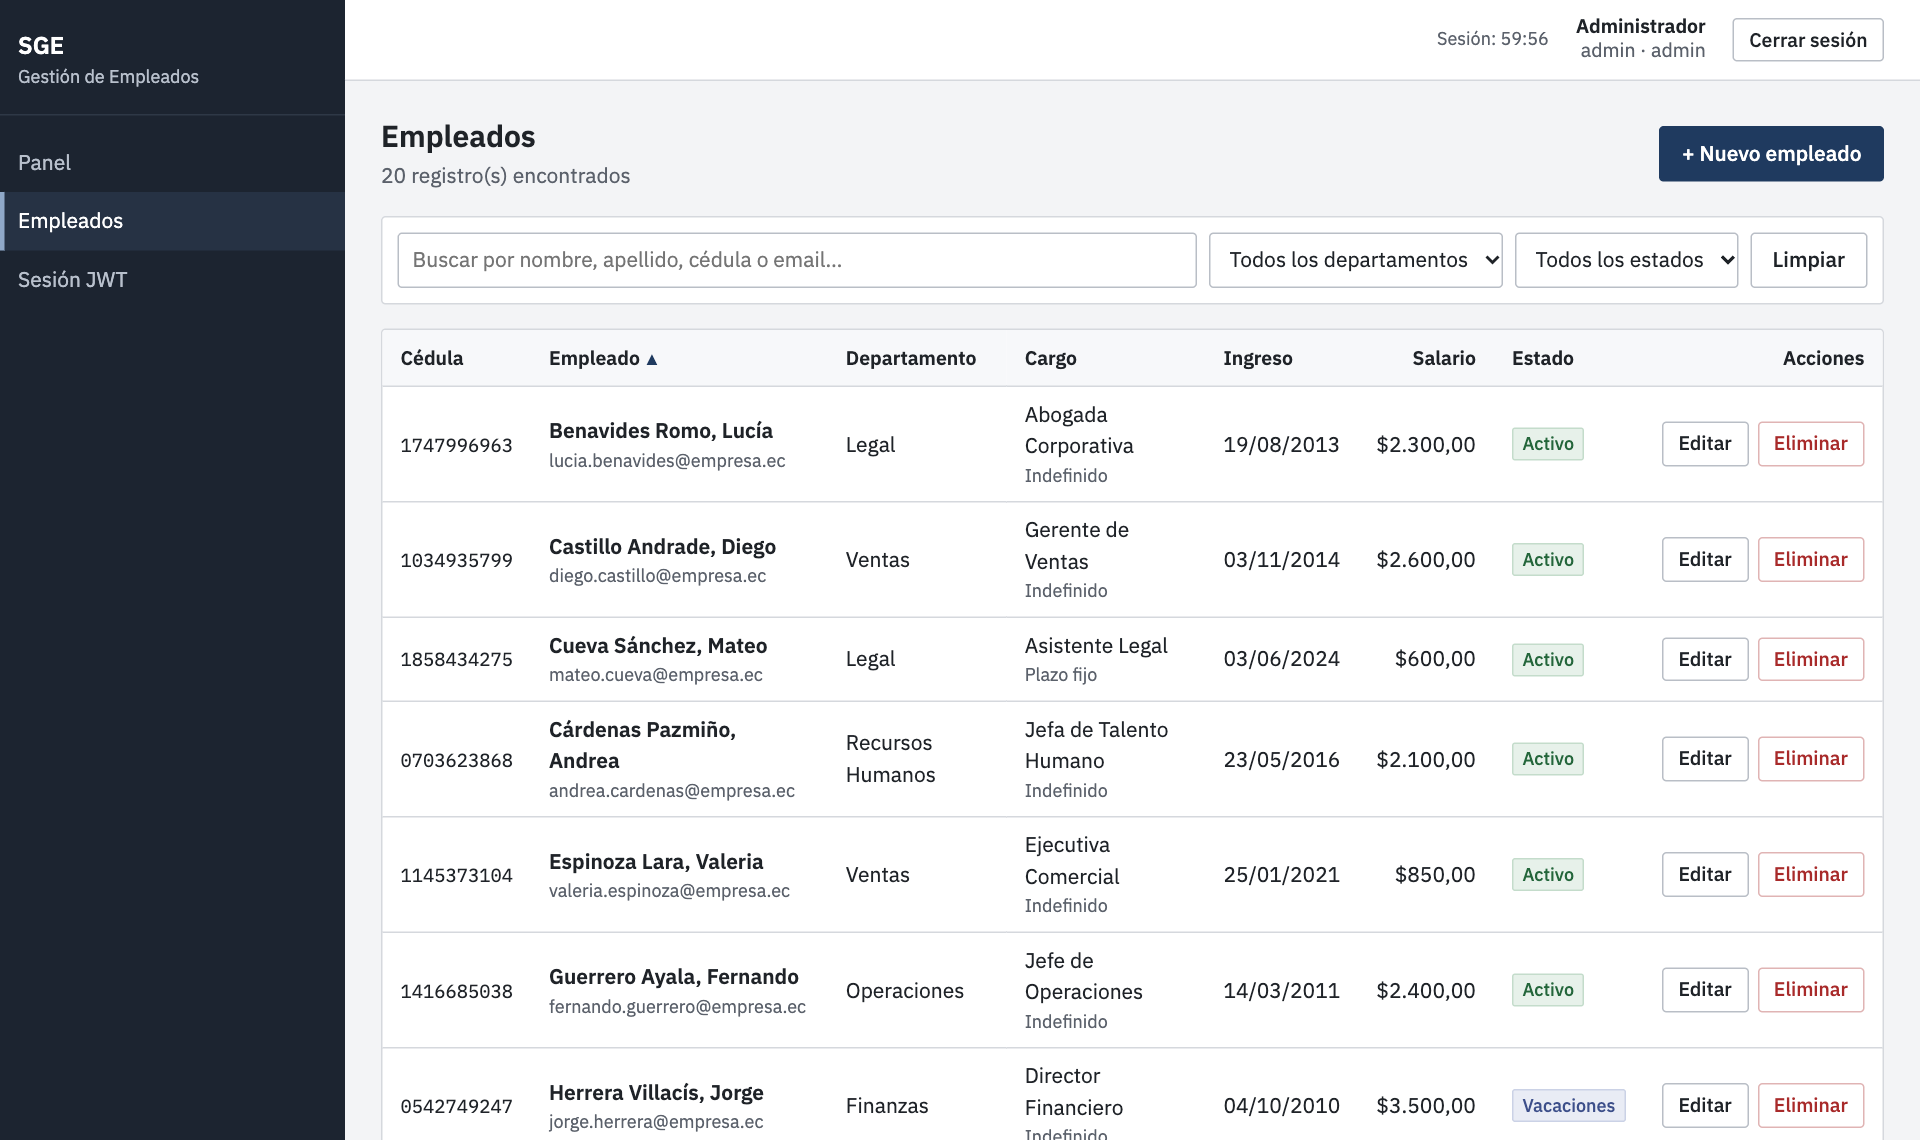 SGE
Gestión de Empleados
Panel
Empleados
Sesión JWT
Sesión: 59:56
Administrador
admin · admin
Cerrar sesión
Empleados
20 registro(s) encontrados
+ Nuevo empleado
Buscar por nombre, apellido, cédula o email...
Todos los departamentos
Todos los estados
Limpiar
Cédula Empleado ▲ Departamento Cargo Ingreso Salario Estado Acciones
1747996963
Benavides Romo, Lucía
lucia.benavides@empresa.ec
Legal
Abogada
Corporativa
Indefinido
19/08/2013
$2.300,00
Activo
Editar
Eliminar
1034935799
Castillo Andrade, Diego
diego.castillo@empresa.ec
Ventas
Gerente de
Ventas
Indefinido
03/11/2014
$2.600,00
Activo
Editar
Eliminar
1858434275
Cueva Sánchez, Mateo
mateo.cueva@empresa.ec
Legal
Asistente Legal
Plazo fijo
03/06/2024
$600,00
Activo
Editar
Eliminar
0703623868
Cárdenas Pazmiño,
Andrea
andrea.cardenas@empresa.ec
Recursos
Humanos
Jefa de Talento
Humano
Indefinido
23/05/2016
$2.100,00
Activo
Editar
Eliminar
1145373104
Espinoza Lara, Valeria
valeria.espinoza@empresa.ec
Ventas
Ejecutiva
Comercial
Indefinido
25/01/2021
$850,00
Activo
Editar
Eliminar
1416685038
Guerrero Ayala, Fernando
fernando.guerrero@empresa.ec
Operaciones
Jefe de
Operaciones
Indefinido
14/03/2011
$2.400,00
Activo
Editar
Eliminar
0542749247
Herrera Villacís, Jorge
jorge.herrera@empresa.ec
Finanzas
Director
Financiero
Indefinido
04/10/2010
$3.500,00
Vacaciones
Editar
Eliminar